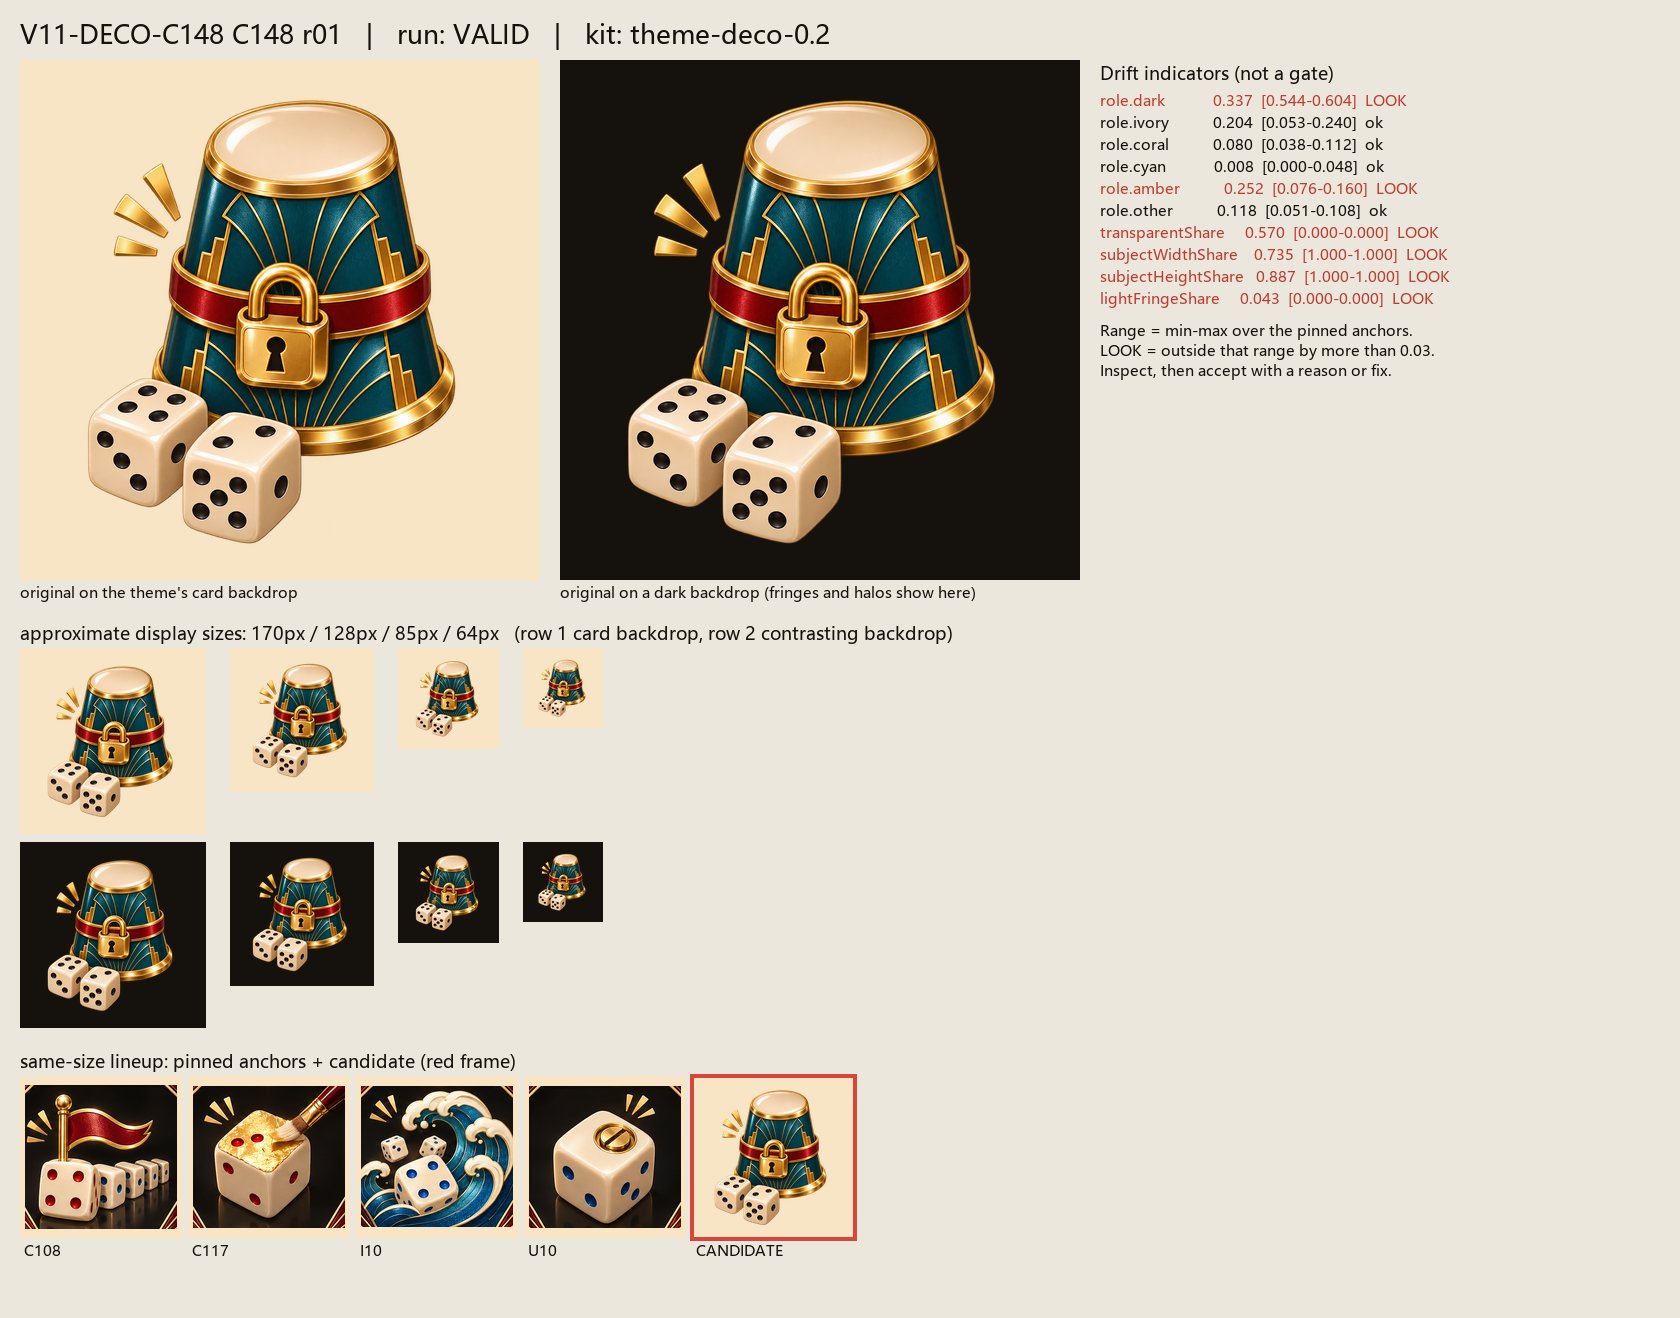 V11-DECO-C148 C148 r01   |   run: VALID   |   kit: theme-deco-0.2
Drift indicators (not a gate)
role.dark 0.337 [0.544-0.604] LOOK
role.ivory 0.204 [0.053-0.240] ok
role.coral 0.080 [0.038-0.112] ok
role.cyan 0.008 [0.000-0.048] ok
role.amber 0.252 [0.076-0.160] LOOK
role.other 0.118 [0.051-0.108] ok
transparentShare 0.570 [0.000-0.000] LOOK
subjectWidthShare 0.735 [1.000-1.000] LOOK
subjectHeightShare 0.887 [1.000-1.000] LOOK
lightFringeShare 0.043 [0.000-0.000] LOOK
Range = min-max over the pinned anchors.
LOOK = outside that range by more than 0.03.
Inspect, then accept with a reason or fix.
original on the theme's card backdrop
original on a dark backdrop (fringes and halos show here)
approximate display sizes: 170px / 128px / 85px / 64px   (row 1 card backdrop, row 2 contrasting backdrop)
same-size lineup: pinned anchors + candidate (red frame)
C108
C117
I10
U10
CANDIDATE